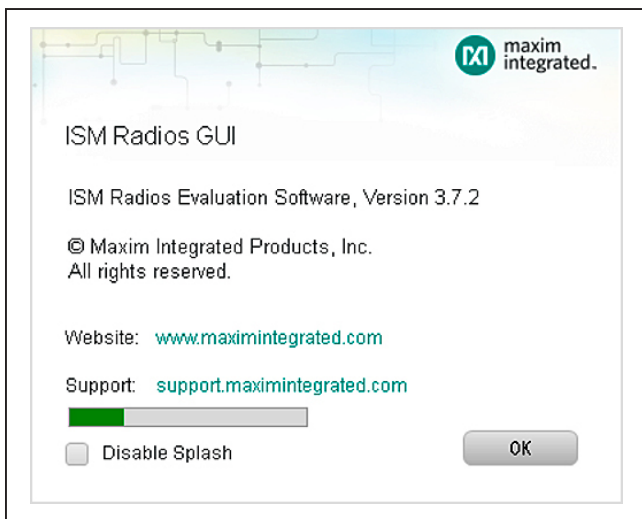 maxim
integrated™
ISM Radios GUI
ISM Radios Evaluation Software, Version 3.7.2
© Maxim Integrated Products, Inc.
All rights reserved.
Website: www.maximintegrated.com
Support: support.maximintegrated.com
Disable Splash
OK